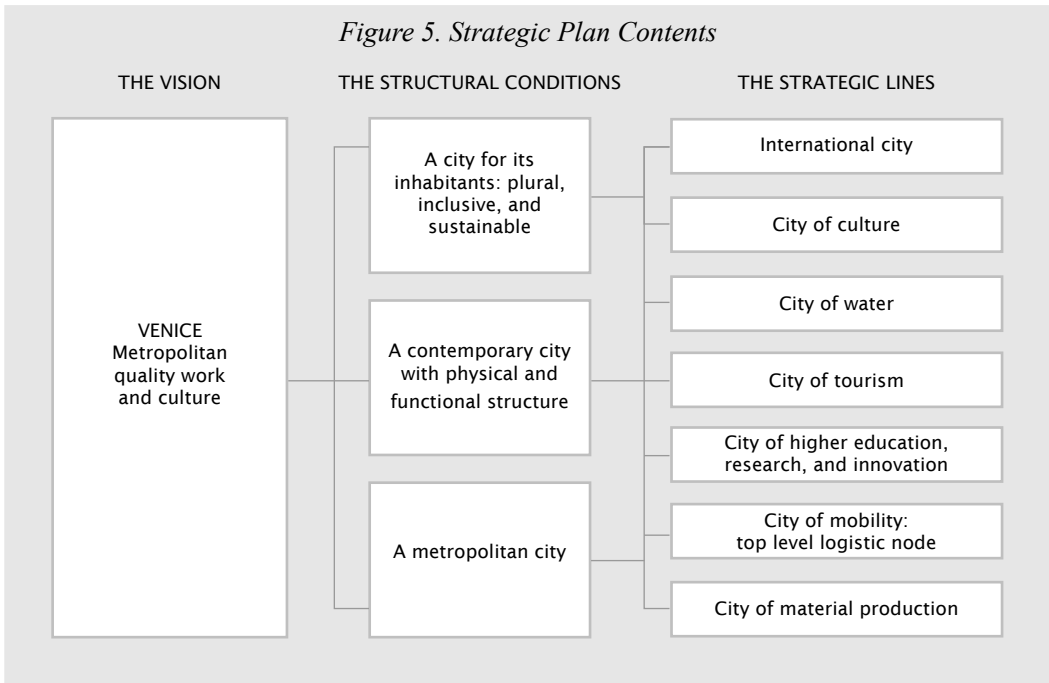 Figure 5. Strategic Plan Contents
THE VISION
THE STRUCTURAL CONDITIONS
THE STRATEGIC LINES
VENICE
Metropolitan
quality work
and culture
A city for its
inhabitants: plural,
inclusive, and
sustainable
A contemporary city
with physical and
functional structure
A metropolitan city
International city
City of culture
City of water
City of tourism
City of higher education,
research, and innovation
City of mobility:
top level logistic node
City of material production